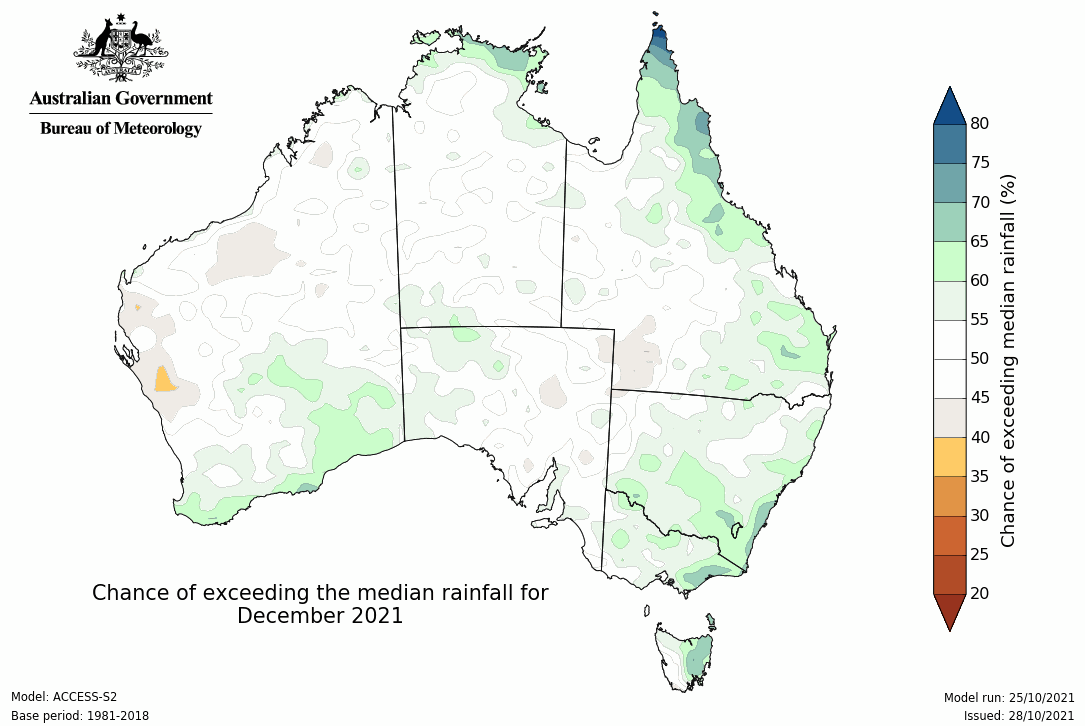 AUSTRALIA
Australian Government
Bureau of Meteorology
80
75
70
65
60
55
50
45
40
35
30
25
20
Chance of exceeding median rainfall (%)
Chance of exceeding the median rainfall for
December 2021
Model: ACCESS-S2
Base period: 1981-2018
Model run: 25/10/2021
Issued: 28/10/2021